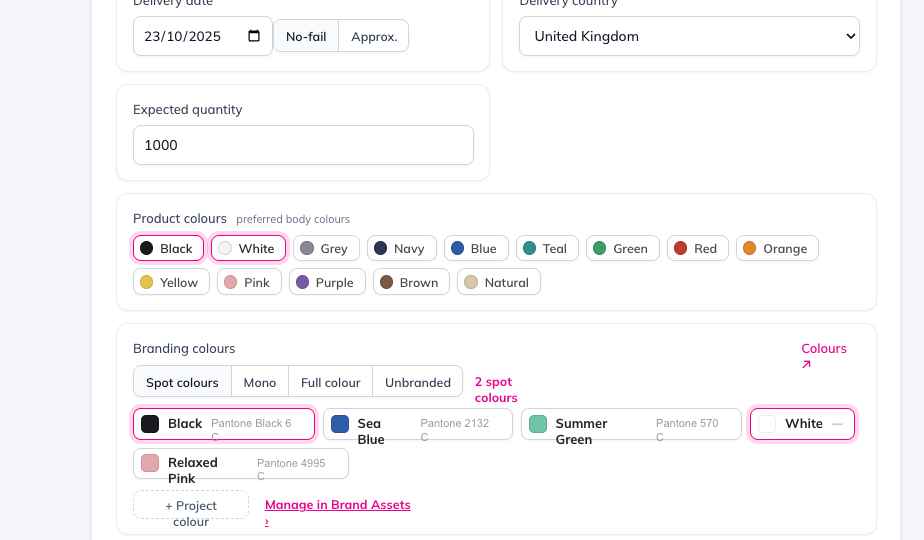 Delivery date
Delivery country
23/10/2025
No-fail
Approx.
United Kingdom
Expected quantity
1000
Product colours preferred body colours
Black
White
Grey
Navy
Blue
Teal
Green
Red
Orange
Yellow
Pink
Purple
Brown
Natural
Branding colours
Colours
↗
Spot colours
Mono
Full colour
Unbranded
2 spot
colours
Black
Pantone Black 6
C
Sea
Blue
Pantone 2132
C
Summer
Green
Pantone 570
C
White —
Relaxed
Pink
Pantone 4995
C
+ Project
colour
Manage in Brand Assets
›